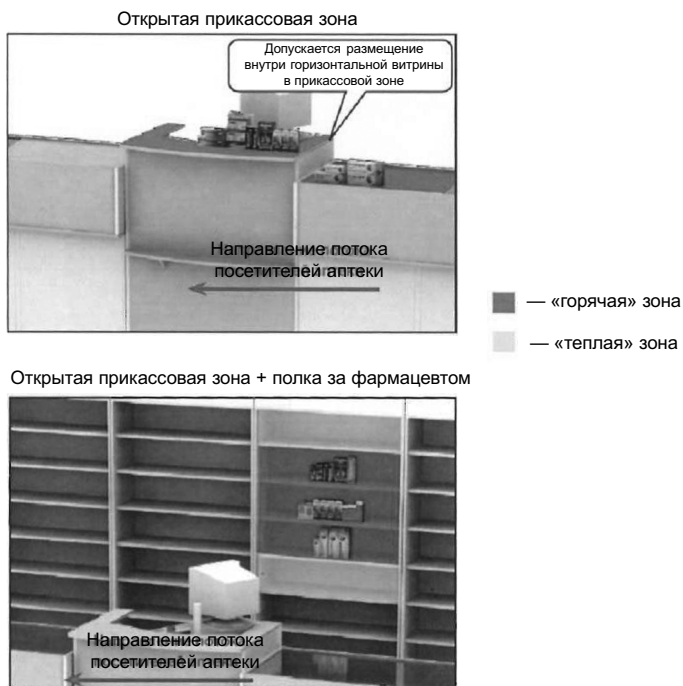 Открытая прикассовая зона
Допускается размещение
внутри горизонтальной витрины
в прикассовой зоне
Направление потока
посетителей аптеки
— «горячая» зона
— «теплая» зона
Открытая прикассовая зона + полка за фармацевтом
Направление потока
посетителей аптеки